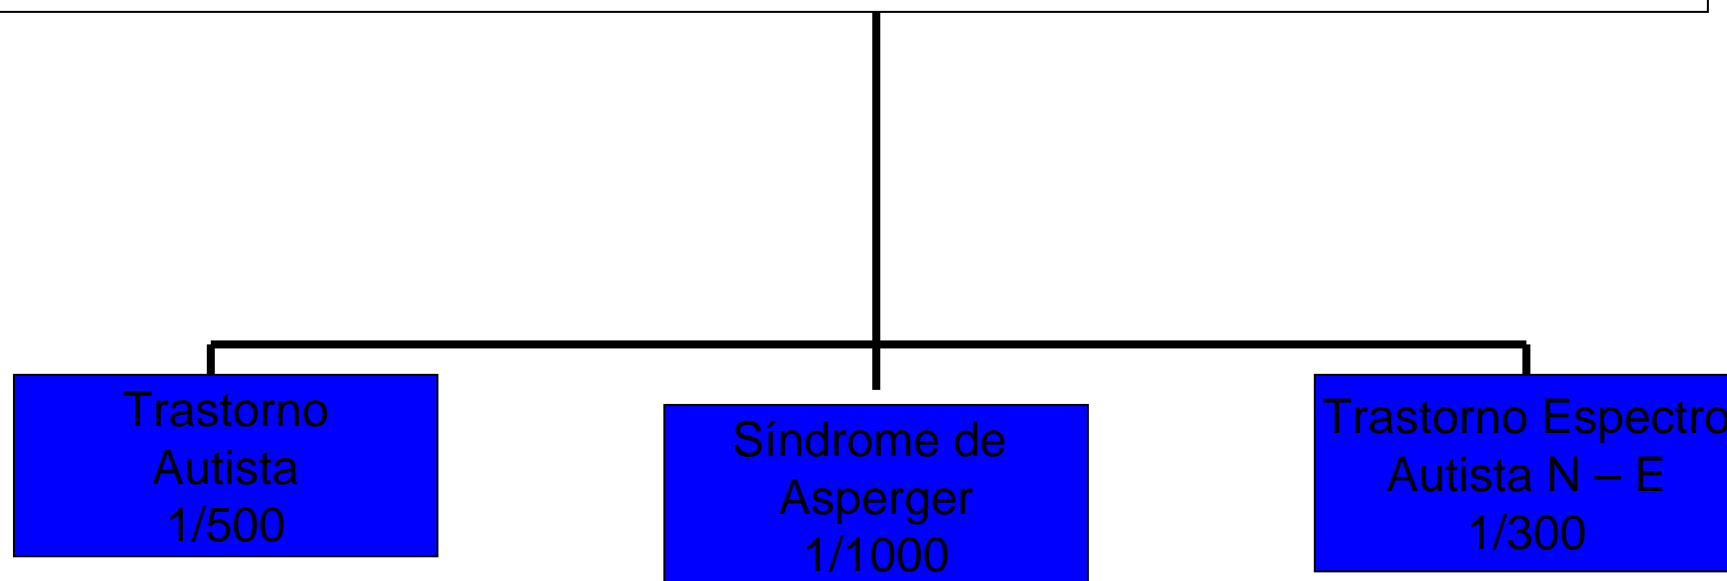 Trastorno
Autista
1/500
Síndrome de
Asperger
1/1000
Trastorno Espectro
Autista N – E
1/300